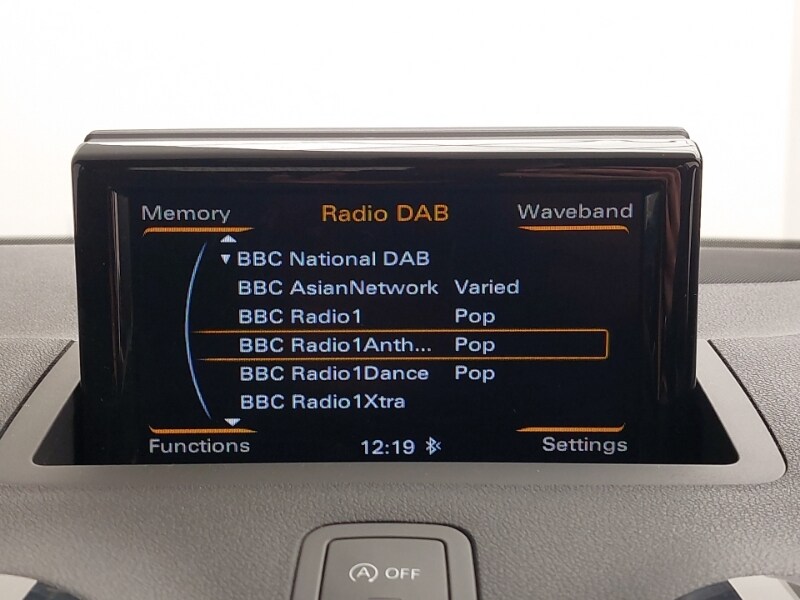 Memory Radio DAB Waveband
BBC National DAB
BBC AsianNetwork Varied
BBC Radio1 Pop
BBC Radio1Anth... Pop
BBC Radio1Dance Pop
BBC Radio1Xtra
Functions 12:19 Settings
A OFF